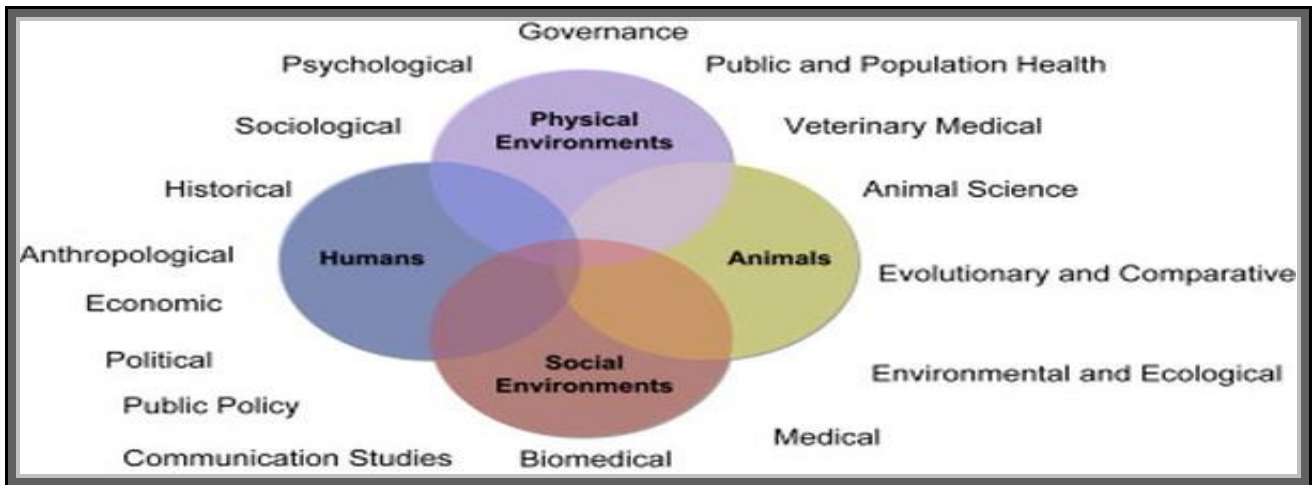 Governance
Psychological
Public and Population Health
Physical
Environments
Sociological
Veterinary Medical
Historical
Animal Science
Anthropological
Humans
Animals
Evolutionary and Comparative
Economic
Political
Social
Environments
Environmental and Ecological
Public Policy
Medical
Communication Studies
Biomedical